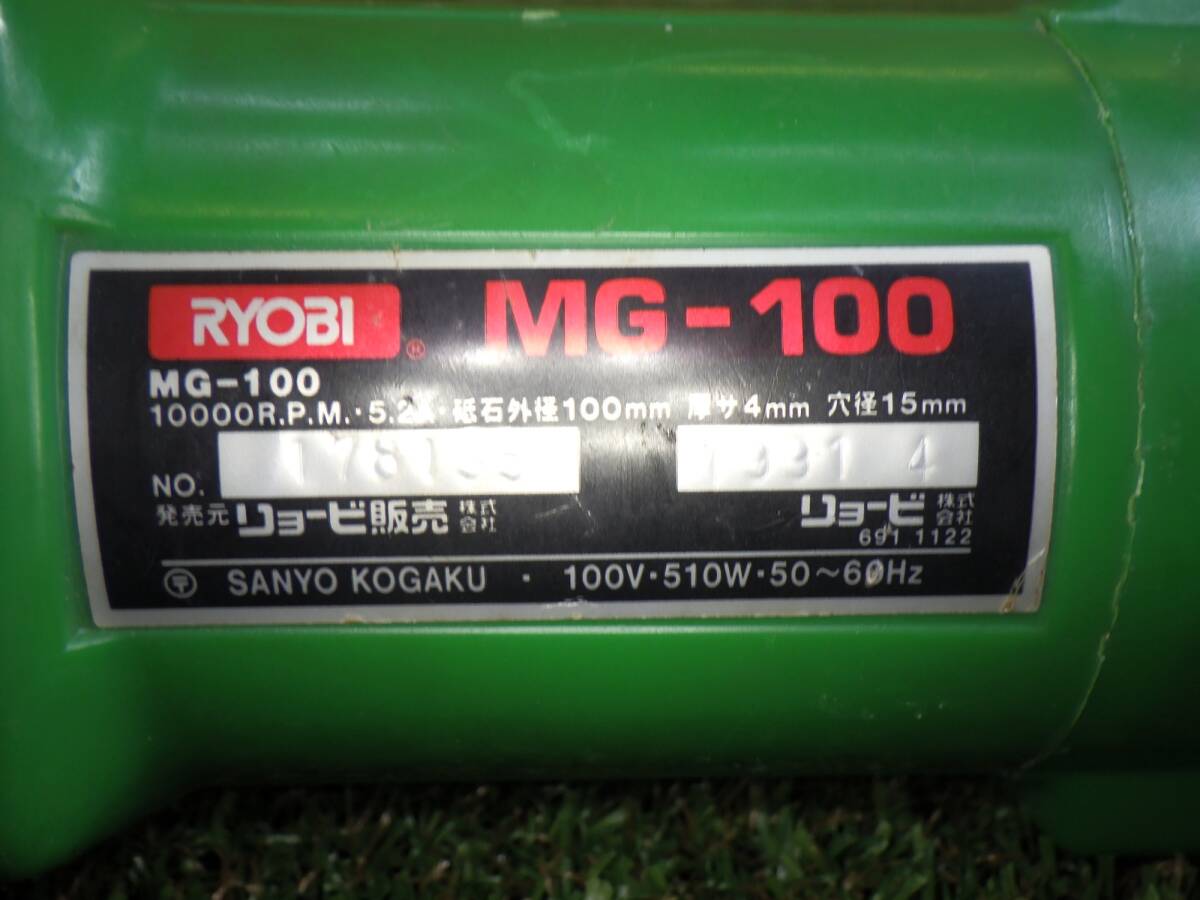 RYOBI ® MG-100
MG-100
10000R.P.M.・5.2A・砥石外径100mm 厚サ4mm 穴径15mm
NO. 1991 4
発売元 リョービ販売株式会社 リョービ株式会社
691 1122
〒 SANYO KOGAKU ・ 100V・510W・50～60Hz